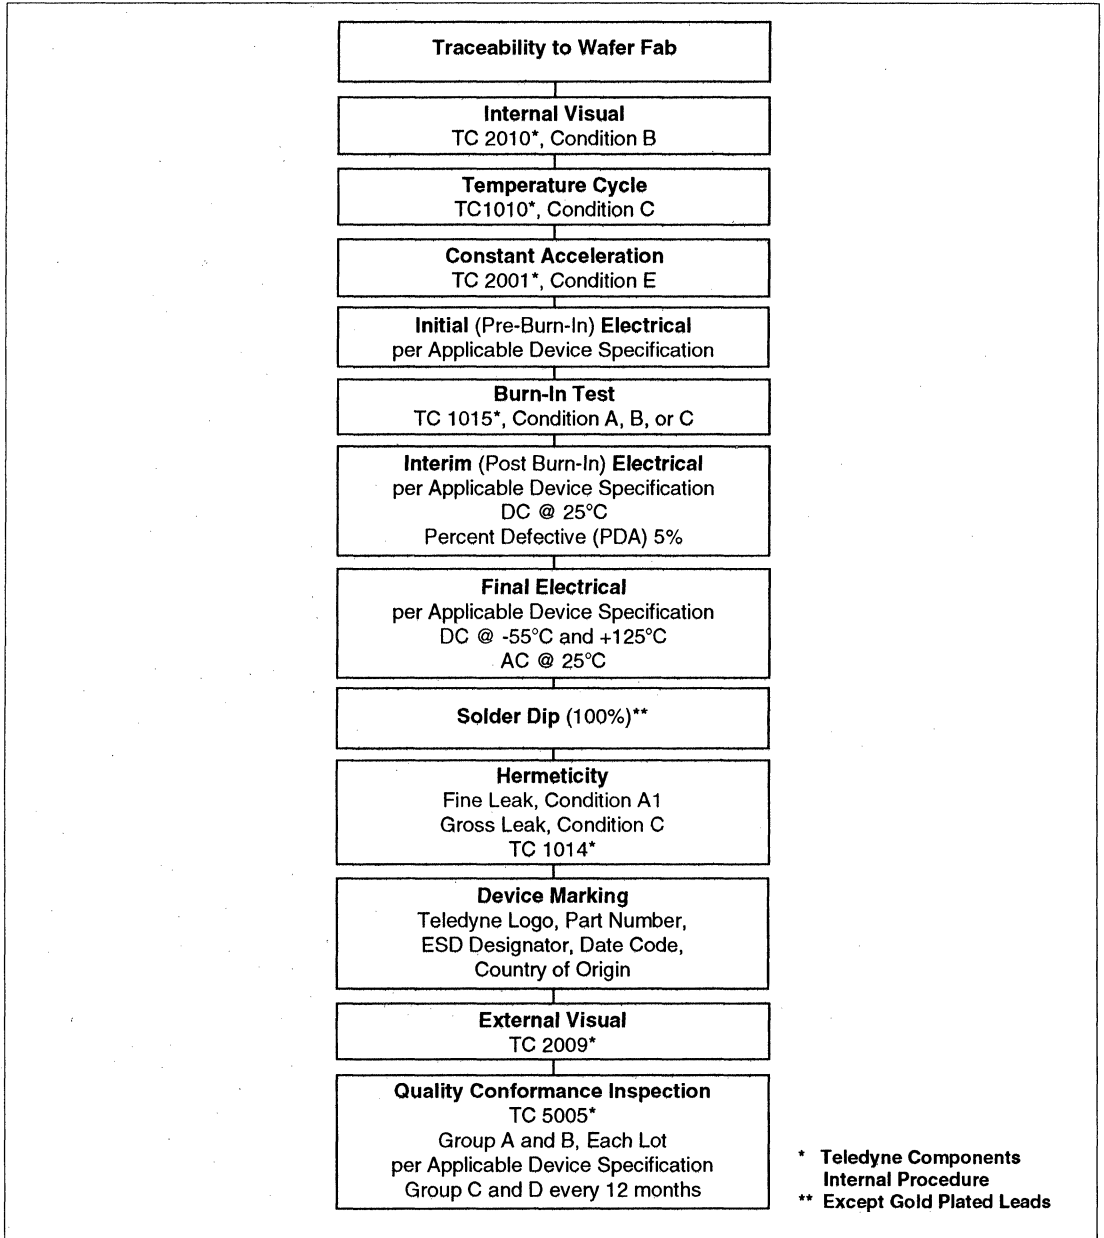 Traceability to Wafer Fab
Internal Visual
TC 2010*, Condition B
Temperature Cycle
TC1010*, Condition C
Constant Acceleration
TC 2001*, Condition E
Initial (Pre-Burn-In) Electrical
per Applicable Device Specification
Burn-In Test
TC 1015*, Condition A, B, or C
Interim (Post Burn-In) Electrical
per Applicable Device Specification
DC @ 25°C
Percent Defective (PDA) 5%
Final Electrical
per Applicable Device Specification
DC @ -55°C and +125°C
AC @ 25°C
Solder Dip (100%)**
Hermeticity
Fine Leak, Condition A1
Gross Leak, Condition C
TC 1014*
Device Marking
Teledyne Logo, Part Number,
ESD Designator, Date Code,
Country of Origin
External Visual
TC 2009*
Quality Conformance Inspection
TC 5005*
Group A and B, Each Lot
per Applicable Device Specification
Group C and D every 12 months
* Teledyne Components
Internal Procedure
** Except Gold Plated Leads